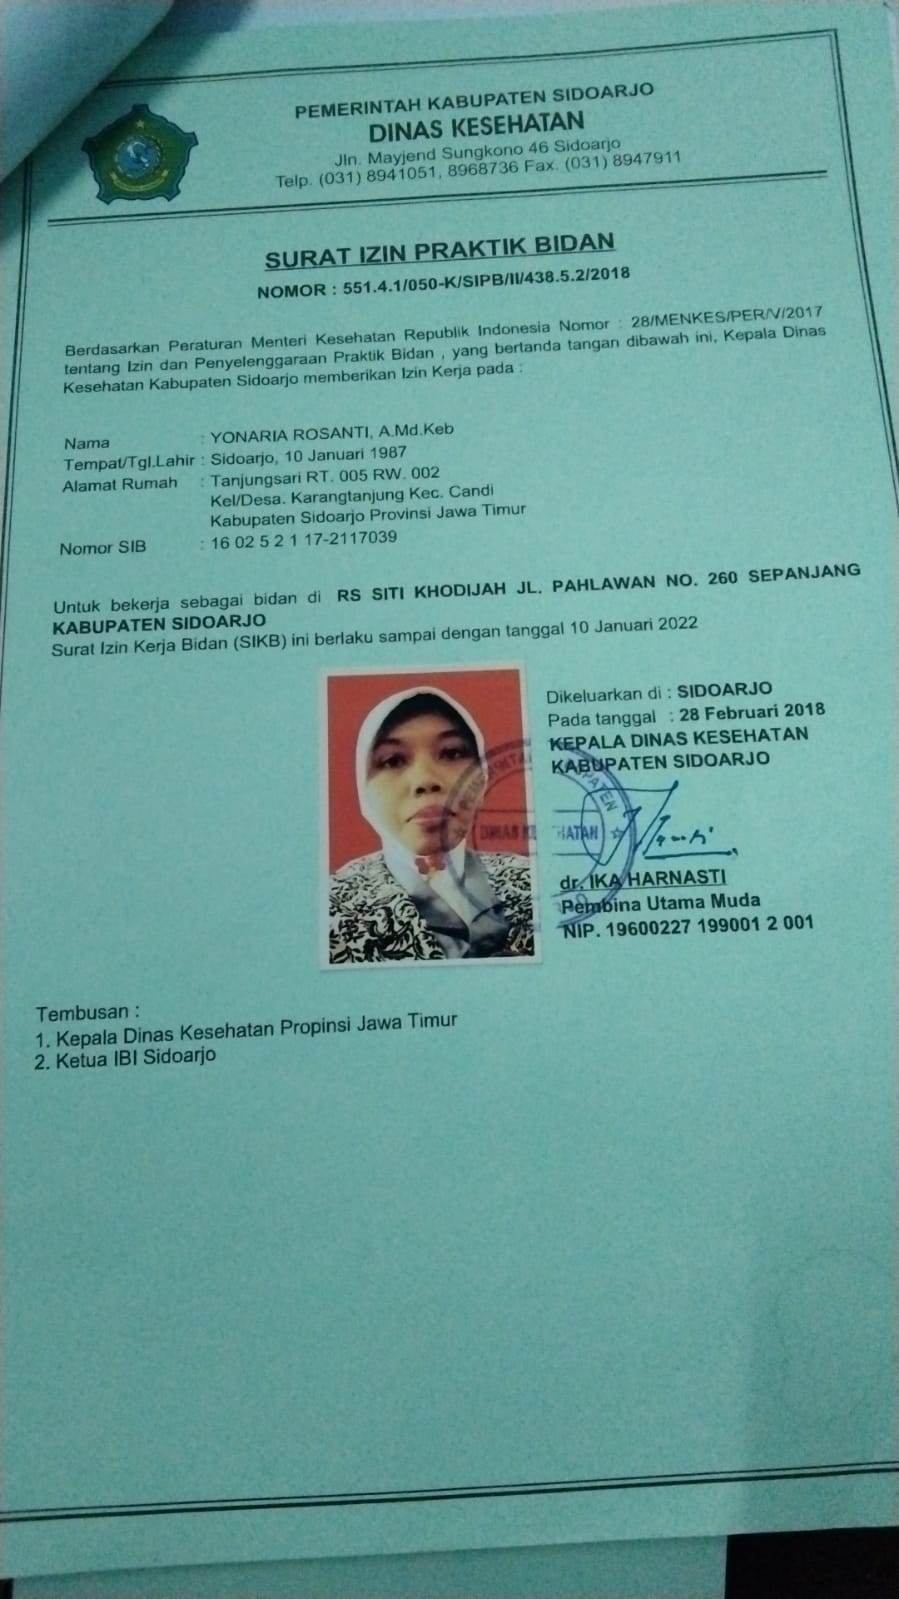 PEMERINTAH KABUPATEN SIDOARJO
DINAS KESEHATAN
Jln. Mayjend Sungkono 46 Sidoarjo
Telp. (031) 8941051, 8968736 Fax. (031) 8947911
SURAT IZIN PRAKTIK BIDAN
NOMOR : 551.4.1/050-K/SIPB/II/438.5.2/2018
Berdasarkan Peraturan Menteri Kesehatan Republik Indonesia Nomor : 28/MENKES/PER/V/2017
tentang Izin dan Penyelenggaraan Praktik Bidan , yang bertanda tangan dibawah ini, Kepala Dinas
Kesehatan Kabupaten Sidoarjo memberikan Izin Kerja pada :
Nama : YONARIA ROSANTI, A.Md.Keb
Tempat/Tgl.Lahir : Sidoarjo, 10 Januari 1987
Alamat Rumah : Tanjungsari RT. 005 RW. 002
Kel/Desa. Karangtanjung Kec. Candi
Kabupaten Sidoarjo Provinsi Jawa Timur
Nomor SIB : 16 02 5 2 1 17-2117039
Untuk bekerja sebagai bidan di RS SITI KHODIJAH JL. PAHLAWAN NO. 260 SEPANJANG
KABUPATEN SIDOARJO
Surat Izin Kerja Bidan (SIKB) ini berlaku sampai dengan tanggal 10 Januari 2022
Dikeluarkan di : SIDOARJO
Pada tanggal : 28 Februari 2018
KEPALA DINAS KESEHATAN
KABUPATEN SIDOARJO
DINAS KESEHATAN
dr. IKA HARNASTI
Pembina Utama Muda
NIP. 19600227 199001 2 001
Tembusan :
1. Kepala Dinas Kesehatan Propinsi Jawa Timur
2. Ketua IBI Sidoarjo